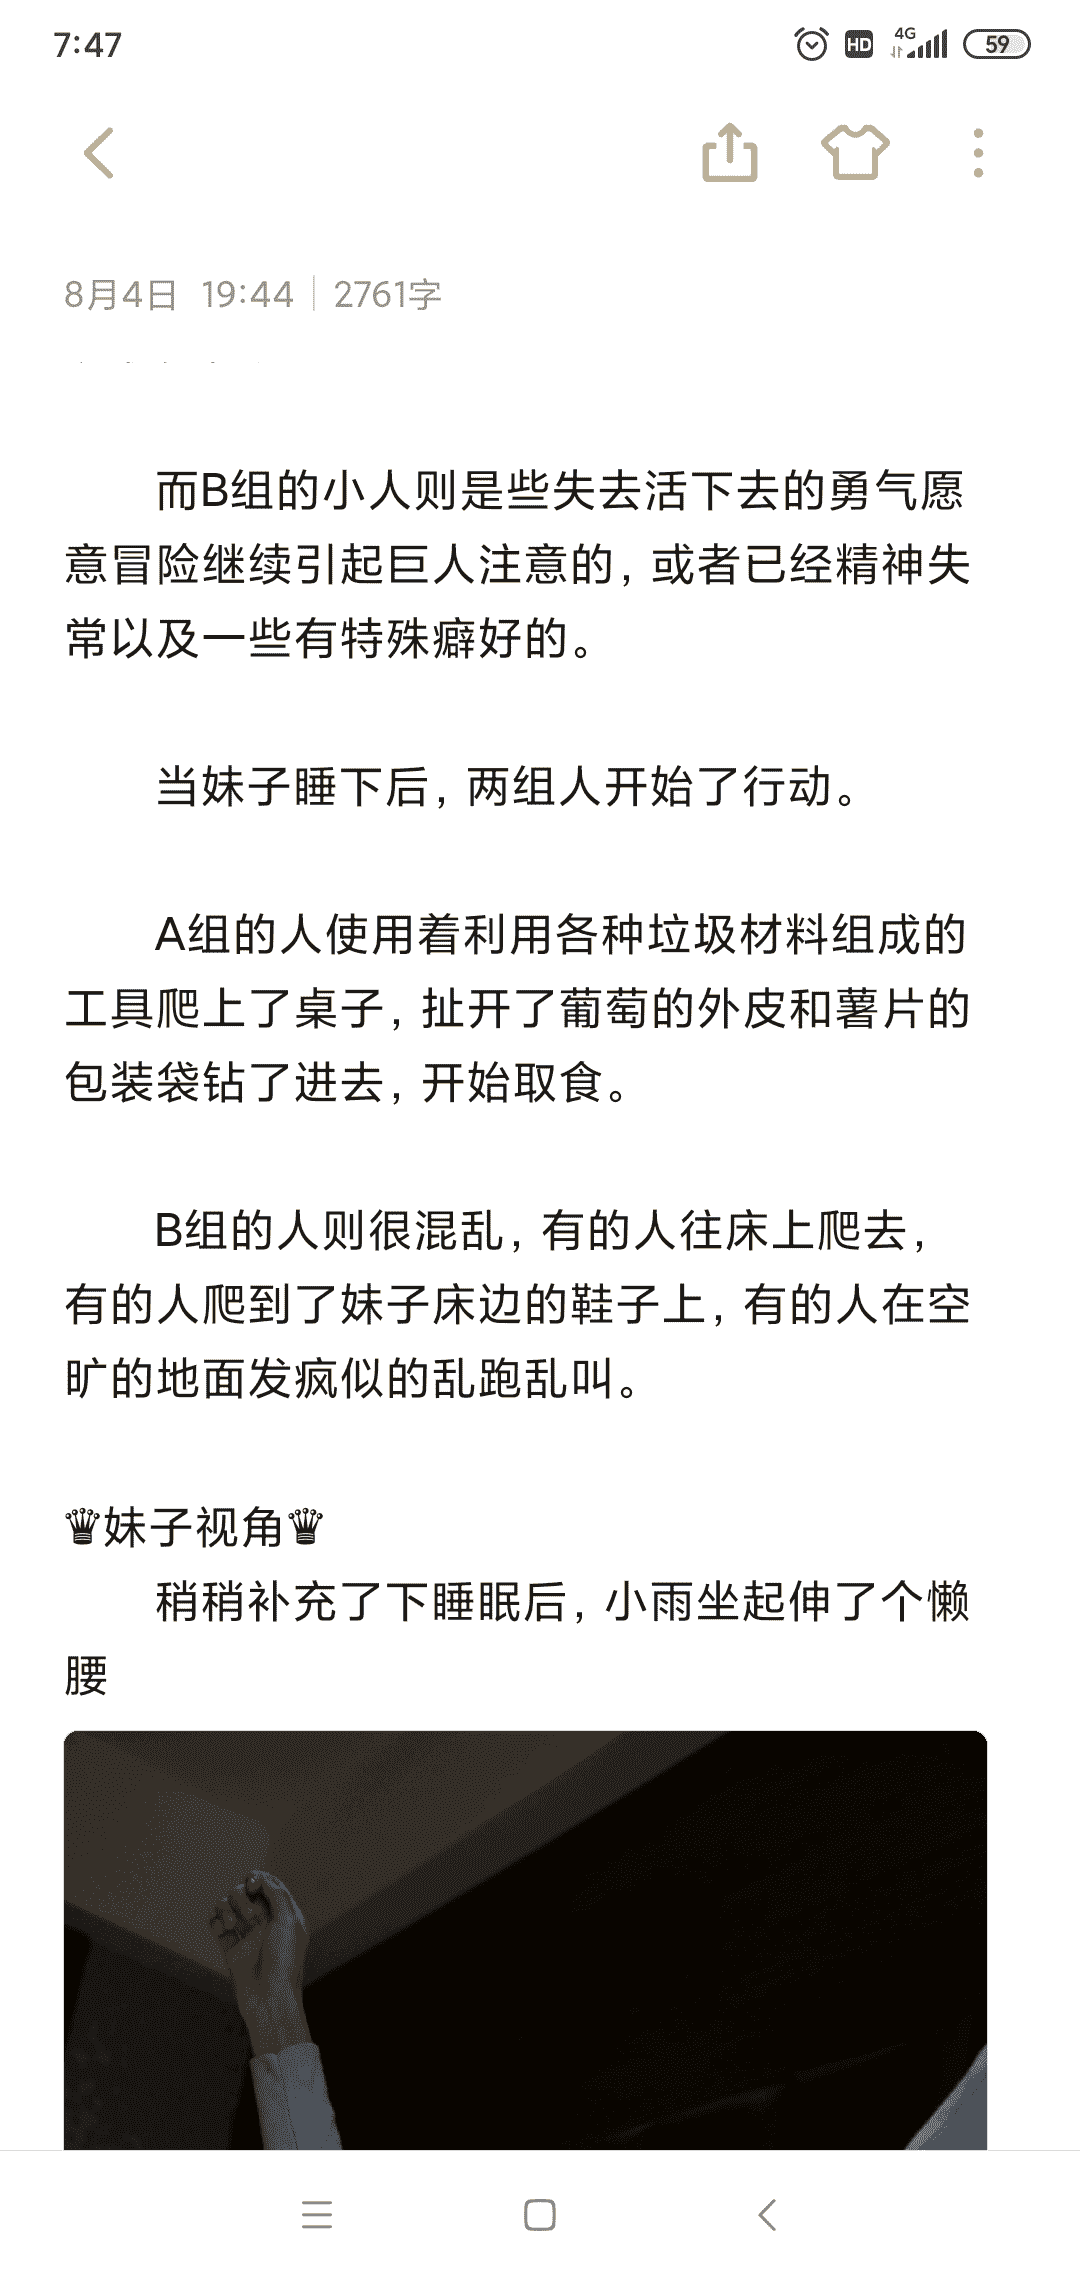 7:47
HD 4G 59
8月4日 19:44 2761字
而B组的小人则是些失去活下去的勇气愿
意冒险继续引起巨人注意的，或者已经精神失
常以及一些有特殊癖好的。
当妹子睡下后，两组人开始了行动。
A组的人使用着利用各种垃圾材料组成的
工具爬上了桌子，扯开了葡萄的外皮和薯片的
包装袋钻了进去，开始取食。
B组的人则很混乱，有的人往床上爬去，
有的人爬到了妹子床边的鞋子上，有的人在空
旷的地面发疯似的乱跑乱叫。
♛妹子视角♛
稍稍补充了下睡眠后，小雨坐起伸了个懒
腰